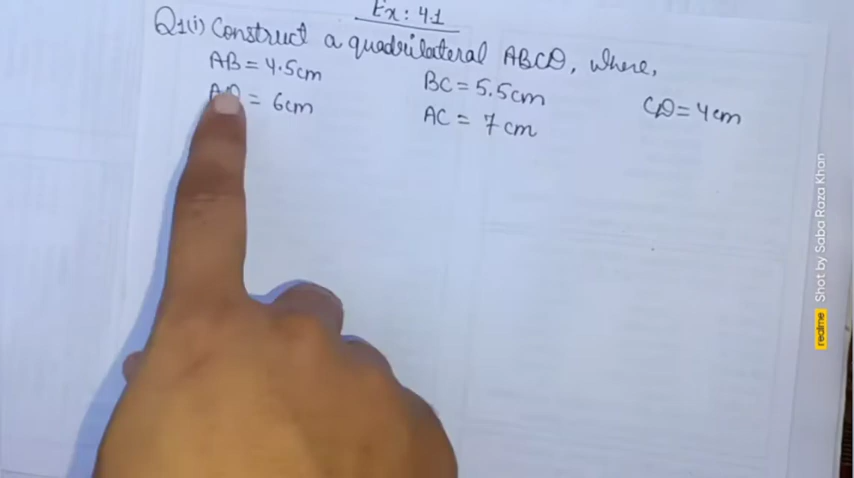 Ex: 4.1
Q1(i) Construct a quadrilateral ABCD, where,
AB = 4.5cm BC = 5.5cm CD = 4cm
AD = 6cm AC = 7cm
realme Shot by Saba Raza Khan